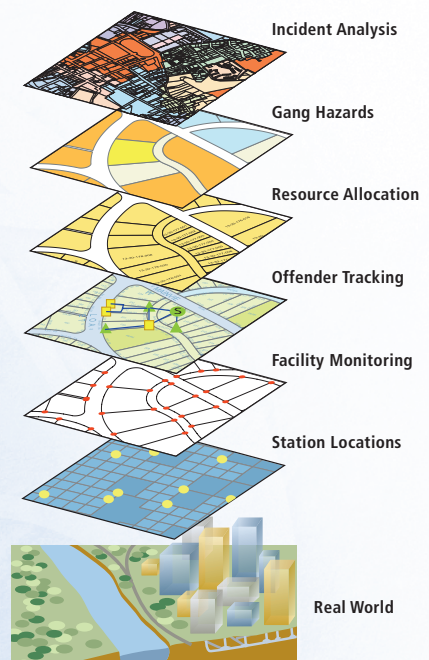 Incident Analysis
Gang Hazards
Resource Allocation
Offender Tracking
S
Facility Monitoring
Station Locations
Real World